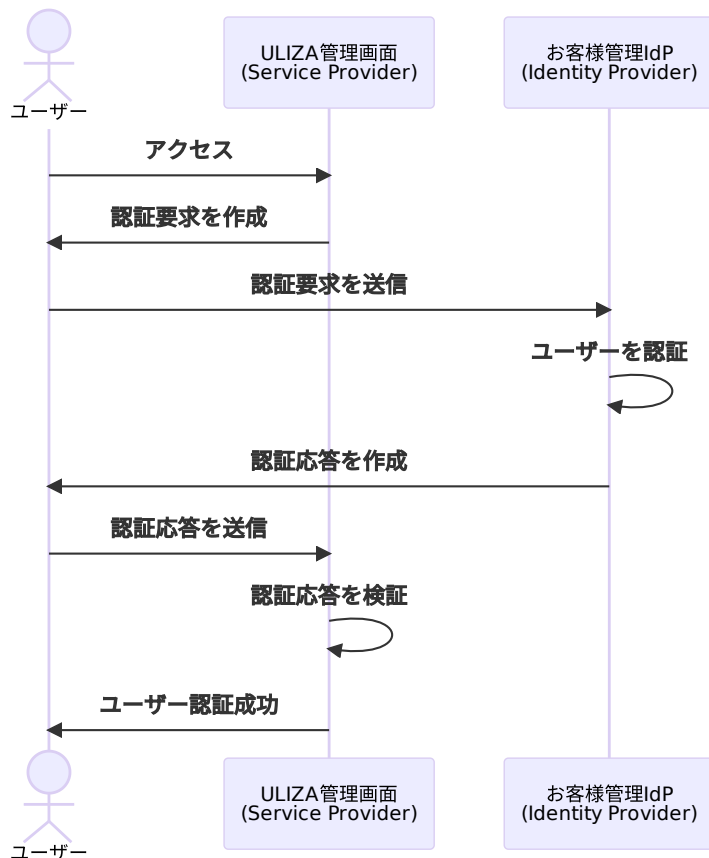 ユーザー
ULIZA管理画面
(Service Provider)
お客様管理IdP
(Identity Provider)
アクセス
認証要求を作成
認証要求を送信
ユーザーを認証
認証応答を作成
認証応答を送信
認証応答を検証
ユーザー認証成功
ユーザー
ULIZA管理画面
(Service Provider)
お客様管理IdP
(Identity Provider)